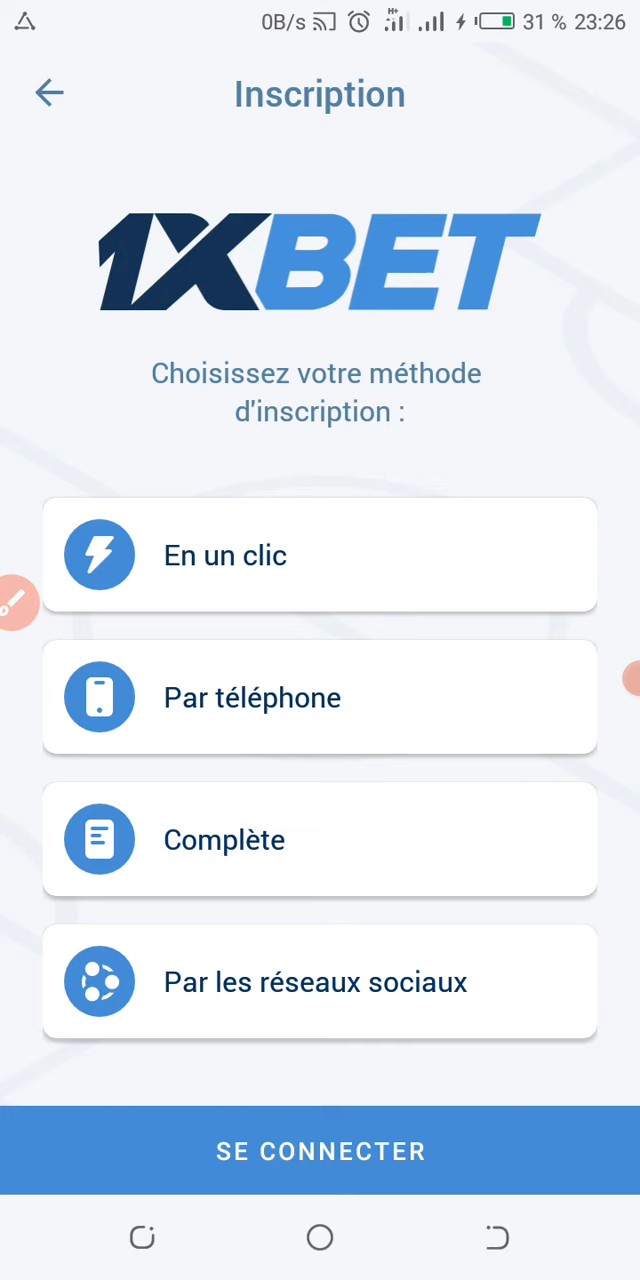 0B/s H+ 31 % 23:26
Inscription
1XBET
Choisissez votre méthode
d'inscription :
En un clic
Par téléphone
Complète
Par les réseaux sociaux
SE CONNECTER